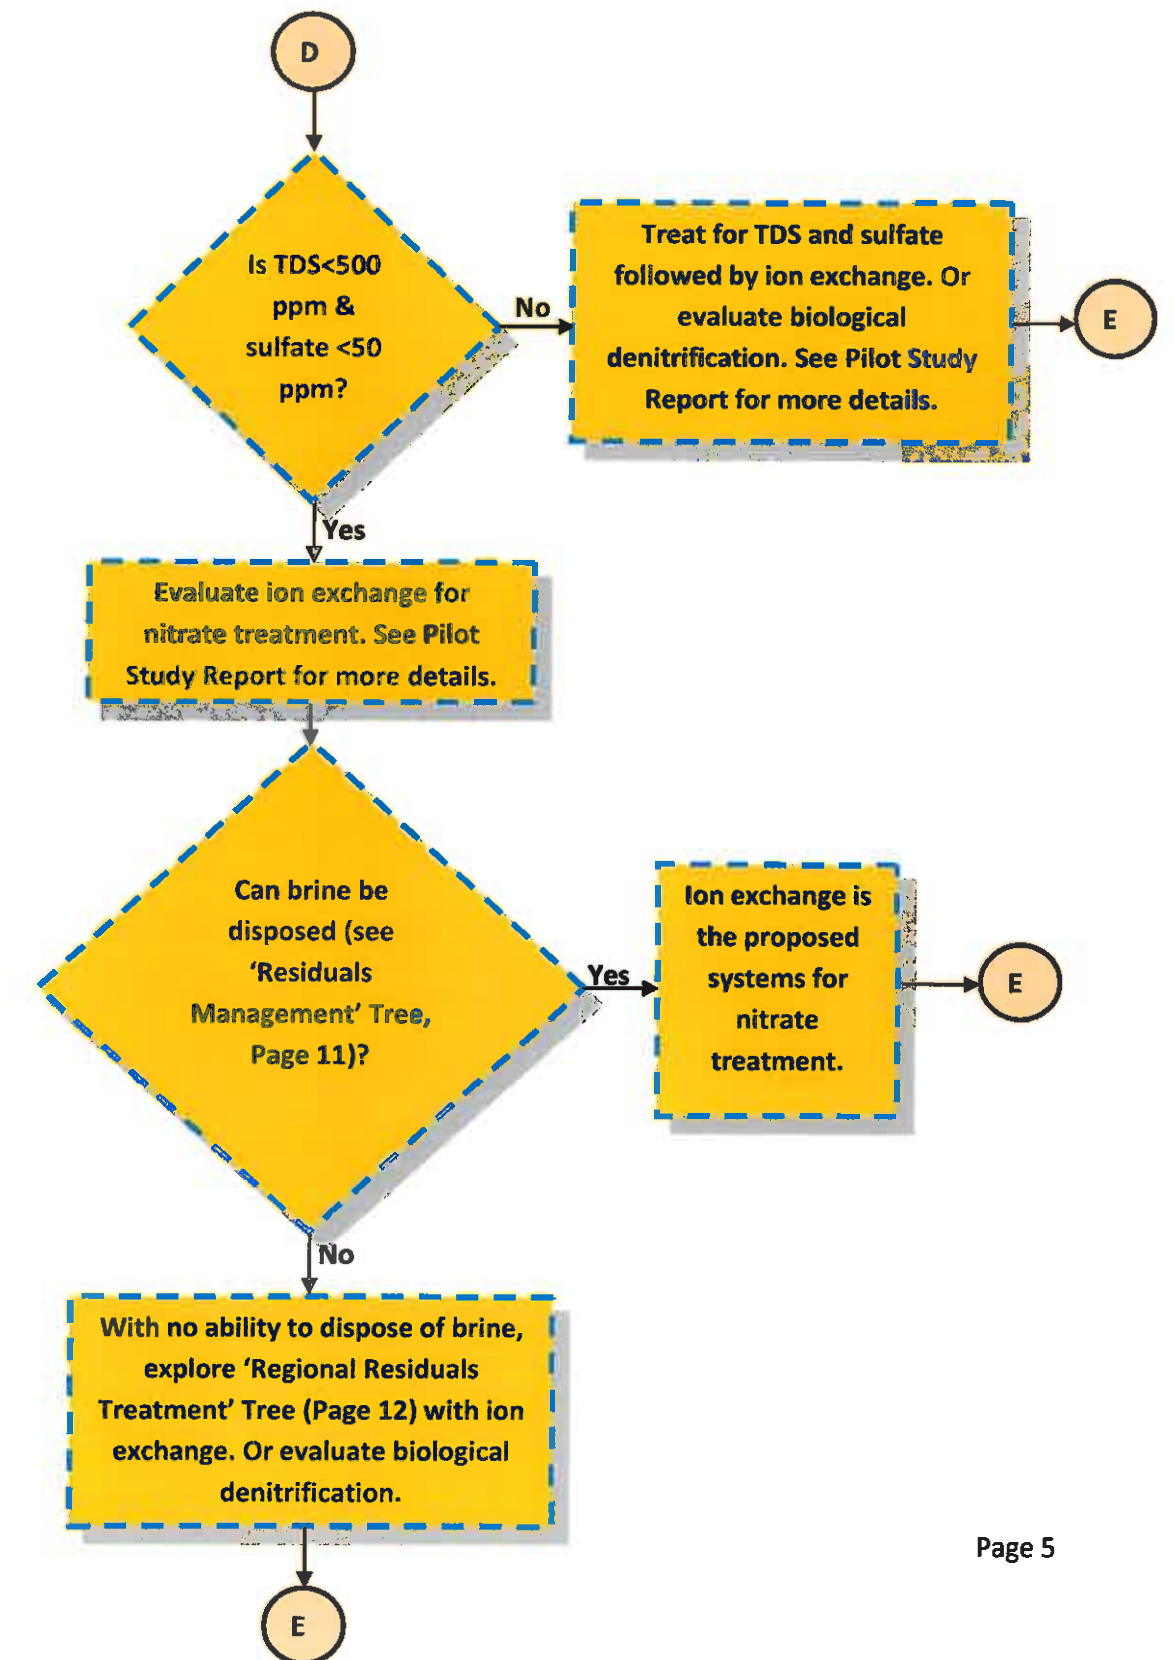 D
Is TDS<500
ppm &
sulfate <50
ppm?
No
Treat for TDS and sulfate
followed by ion exchange. Or
evaluate biological
denitrification. See Pilot Study
Report for more details.
E
Yes
Evaluate ion exchange for
nitrate treatment. See Pilot
Study Report for more details.
Can brine be
disposed (see
‘Residuals
Management’ Tree,
Page 11)?
Yes
Ion exchange is
the proposed
systems for
nitrate
treatment.
E
No
With no ability to dispose of brine,
explore ‘Regional Residuals
Treatment’ Tree (Page 12) with ion
exchange. Or evaluate biological
denitrification.
E
Page 5